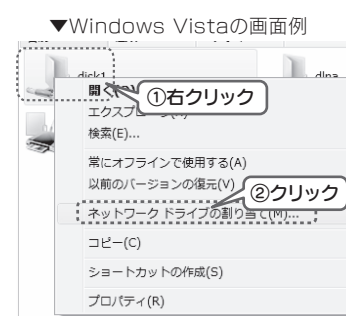 ▼Windows Vistaの画面例
disk1
dlna
開く(O)
①右クリック
エクスプローラ(X)
検索(E)...
常にオフラインで使用する(A)
以前のバージョンの復元(V)
②クリック
ネットワーク ドライブの割り当て(M)...
コピー(C)
ショートカットの作成(S)
プロパティ(R)